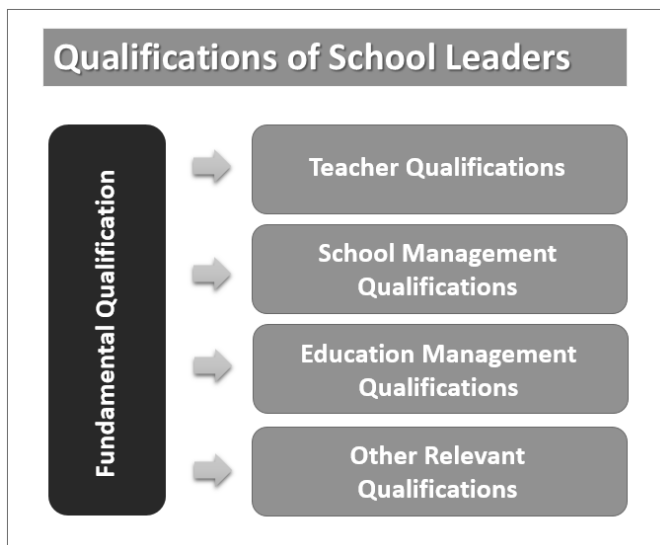 Qualifications of School Leaders
Fundamental Qualification
Teacher Qualifications
School Management
Qualifications
Education Management
Qualifications
Other Relevant
Qualifications